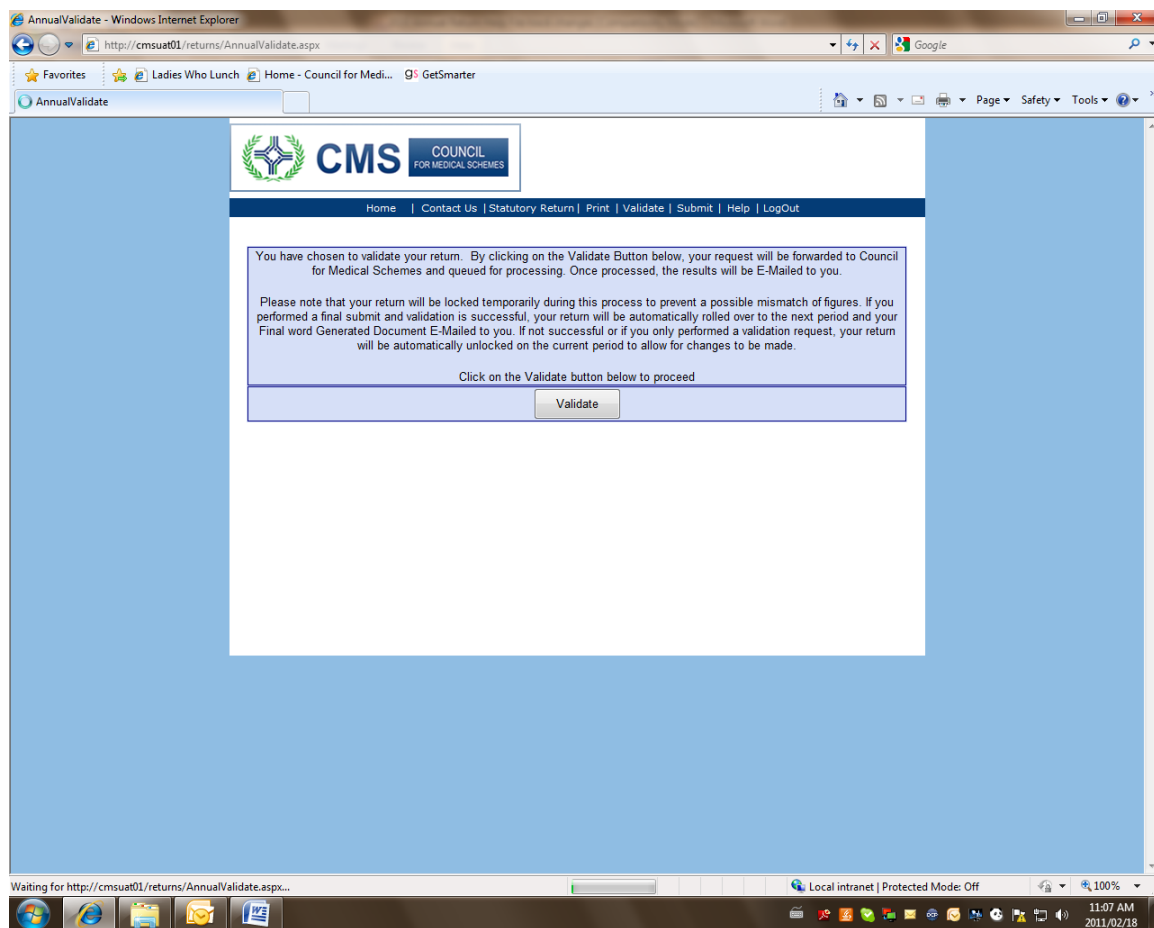 AnnualValidate - Windows Internet Explorer
http://cmsuat01/returns/AnnualValidate.aspx
Google
Favorites Ladies Who Lunch Home - Council for Medi... GS GetSmarter
AnnualValidate
Page Safety Tools
CMS COUNCIL
FOR MEDICAL SCHEMES
Home | Contact Us | Statutory Return | Print | Validate | Submit | Help | LogOut
You have chosen to validate your return. By clicking on the Validate Button below, your request will be forwarded to Council
for Medical Schemes and queued for processing. Once processed, the results will be E-Mailed to you.
Please note that your return will be locked temporarily during this process to prevent a possible mismatch of figures. If you
performed a final submit and validation is successful, your return will be automatically rolled over to the next period and your
Final word Generated Document E-Mailed to you. If not successful or if you only performed a validation request, your return
will be automatically unlocked on the current period to allow for changes to be made.
Click on the Validate button below to proceed
Validate
Waiting for http://cmsuat01/returns/AnnualValidate.aspx...
Local intranet | Protected Mode: Off
100%
11:07 AM
2011/02/18